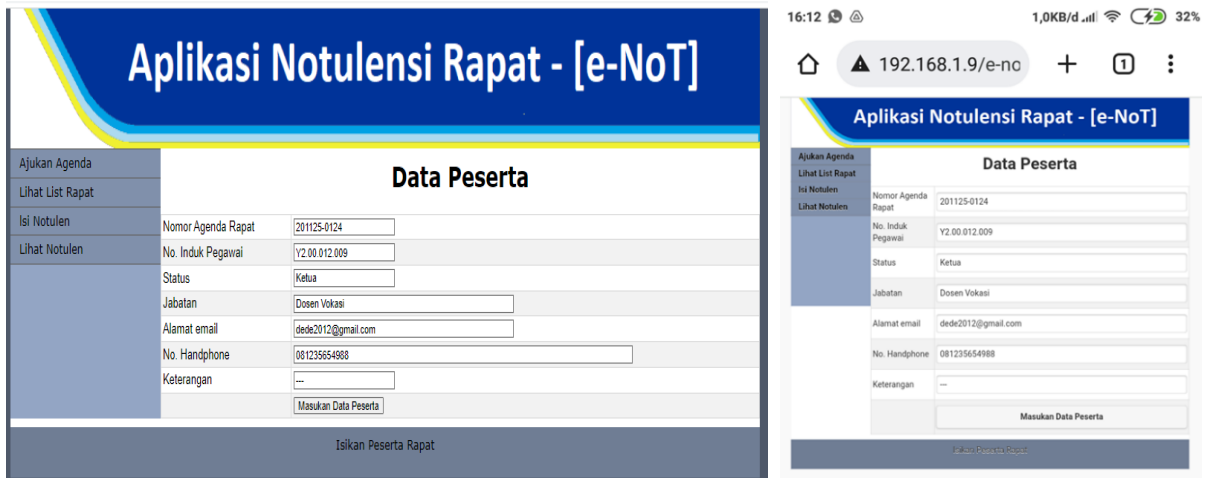 Aplikasi Notulensi Rapat - [e-NoT]
Ajukan Agenda
Lihat List Rapat
Isi Notulen
Lihat Notulen
Data Peserta
Nomor Agenda Rapat 201125-0124
No. Induk Pegawai Y2.00.012.009
Status Ketua
Jabatan Dosen Vokasi
Alamat email dede2012@gmail.com
No. Handphone 081235654988
Keterangan ---
Masukan Data Peserta
Isikan Peserta Rapat
16:12 1,0KB/d 32%
192.168.1.9/e-no 1
Aplikasi Notulensi Rapat - [e-NoT]
Ajukan Agenda
Lihat List Rapat
Isi Notulen
Lihat Notulen
Data Peserta
Nomor Agenda
Rapat 201125-0124
No. Induk
Pegawai Y2.00.012.009
Status Ketua
Jabatan Dosen Vokasi
Alamat email dede2012@gmail.com
No. Handphone 081235654988
Keterangan ---
Masukan Data Peserta
Isikan Peserta Rapat